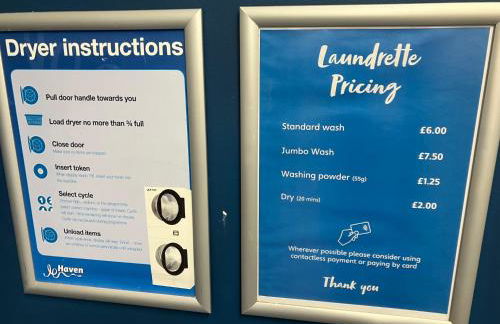 Dryer instructions
Pull door handle towards you
Load dryer no more than ¾ full
Close door
Insert token
Select cycle
Unload items
Haven
Laundrette
Pricing
Standard wash £6.00
Jumbo Wash £7.50
Washing powder (55g) £1.25
Dry (20 mins) £2.00
Wherever possible please consider using
contactless payment or paying by card
Thank you